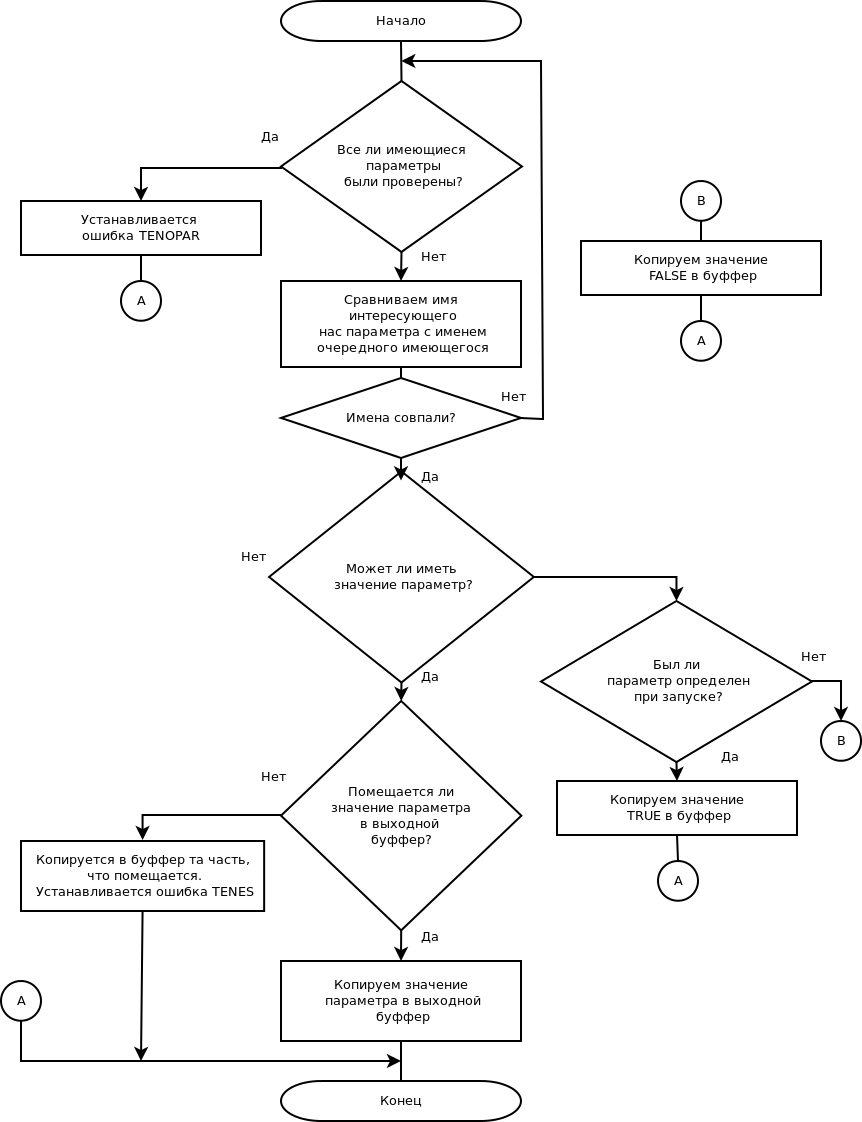 Начало
Да
Все ли имеющиеся
параметры
были проверены?
Устанавливается
ошибка TENOPAR
A
Нет
B
Копируем значение
FALSE в буффер
A
Сравниваем имя
интересующего
нас параметра с именем
очередного имеющегося
Нет
Имена совпали?
Да
Нет
Может ли иметь
значение параметр?
Да
Был ли
параметр определен
при запуске?
Нет
B
Да
Копируем значение
TRUE в буффер
A
Нет
Помещается ли
значение параметра
в выходной
буффер?
Копируется в буффер та часть,
что помещается.
Устанавливается ошибка TENES
Да
Копируем значение
параметра в выходной
буффер
A
Конец